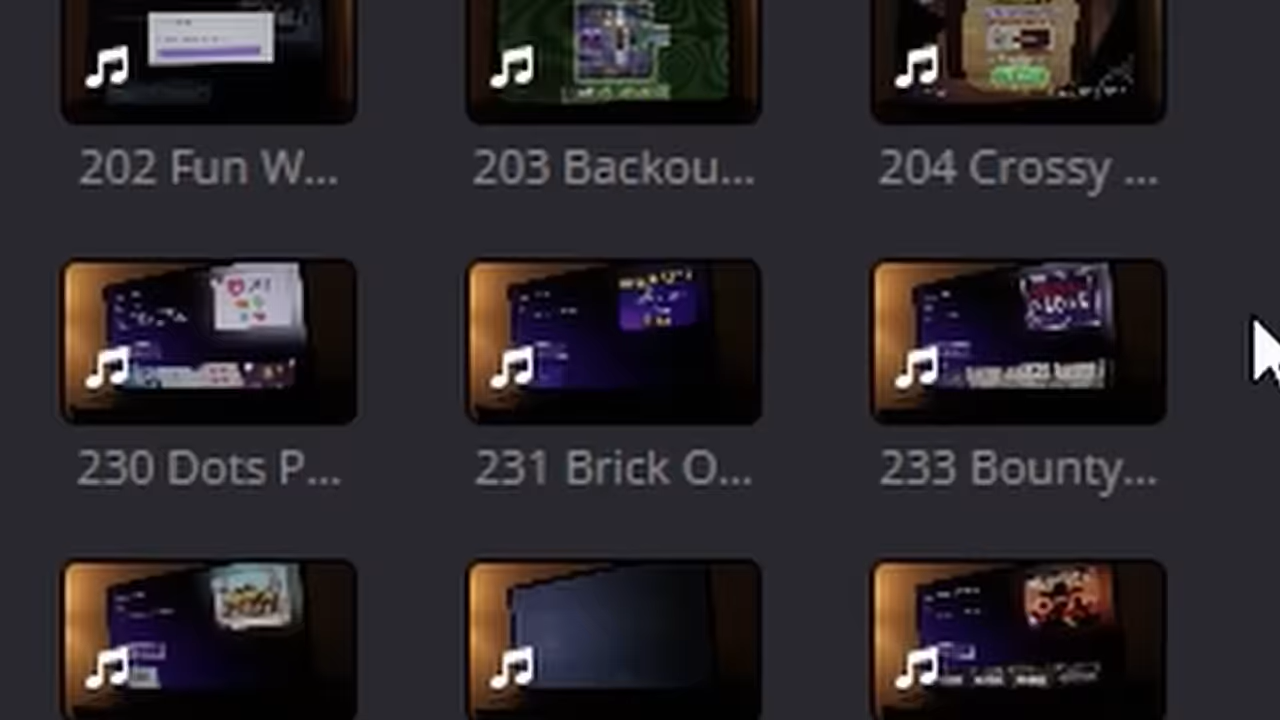 202 Fun W...
203 Backou...
204 Crossy ...
230 Dots P...
231 Brick O...
233 Bounty...